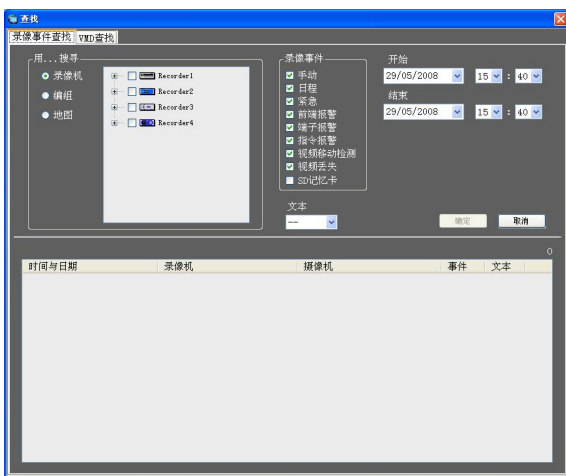 查找
录像事件查找 VMD查找
用...搜寻
录像机
编组
地图
Recorder1
Recorder2
Recorder3
Recorder4
录像事件
手动
日程
紧急
前端报警
端子报警
指令报警
视频移动检测
视频丢失
SD记忆卡
文本
--
开始
29/05/2008 15 : 40
结束
29/05/2008 15 : 40
确定 取消
0
时间与日期 录像机 摄像机 事件 文本